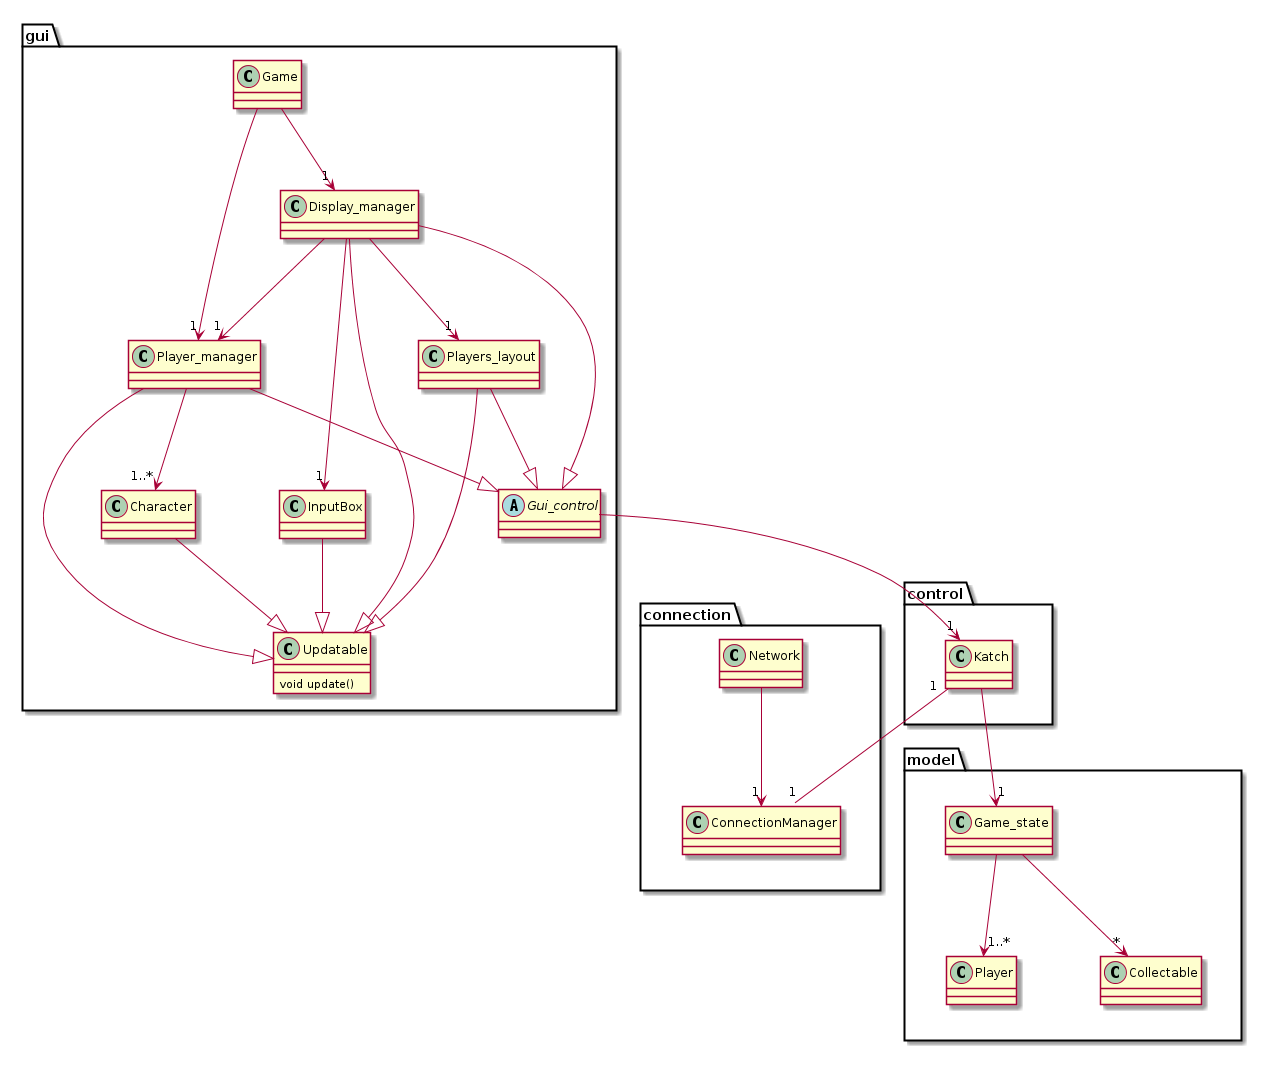 gui
C Game
1
C Display_manager
1
1
1
C Player_manager
C Players_layout
1..*
1
C Character
C InputBox
A Gui_control
C Updatable
void update()
control
connection
1
C Network
C Katch
1
model
1
1
1
C ConnectionManager
C Game_state
1..*
*
C Player
C Collectable